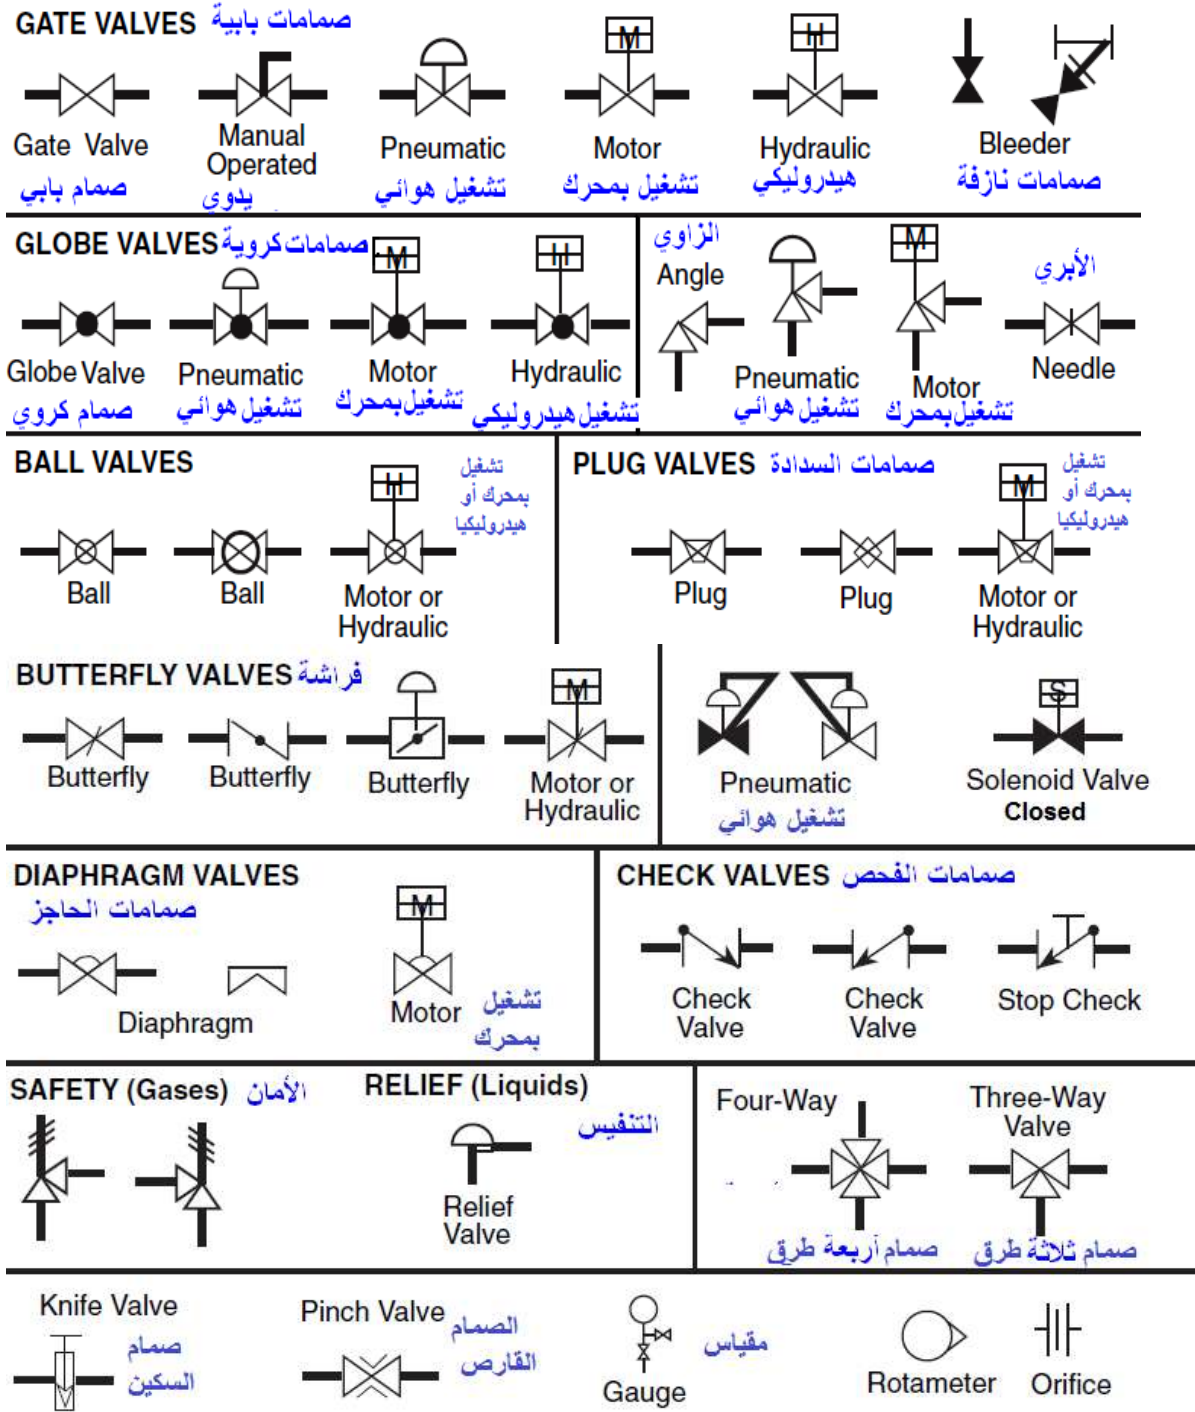 GATE VALVES صمامات بابية
M
H
Gate Valve
Manual
Operated
Pneumatic
Motor
Hydraulic
Bleeder
صمام بابي
يدوي
تشغيل هوائي
تشغيل بمحرك
هيدروليكي
صمامات نازفة
GLOBE VALVES صمامات كروية
M
H
Globe Valve
Pneumatic
Motor
Hydraulic
صمام كروي
تشغيل هوائي
تشغيل بمحرك
تشغيل هيدروليكي
الزاوي
Angle
M
الأبري
Pneumatic
Motor
Needle
تشغيل هوائي
تشغيل بمحرك
BALL VALVES
H
تشغيل
بمحرك أو
هيدروليكيا
Ball
Ball
Motor or
Hydraulic
PLUG VALVES صمامات السدادة
M
تشغيل
بمحرك أو
هيدروليكيا
Plug
Plug
Motor or
Hydraulic
BUTTERFLY VALVES فراشة
M
Butterfly
Butterfly
Butterfly
Motor or
Hydraulic
S
Pneumatic
تشغيل هوائي
Solenoid Valve
Closed
DIAPHRAGM VALVES
صمامات الحاجز
M
Diaphragm
Motor
تشغيل
بمحرك
CHECK VALVES صمامات الفحص
Check
Valve
Check
Valve
Stop Check
SAFETY (Gases) الأمان
RELIEF (Liquids)
التنفيس
Relief
Valve
Four-Way
Three-Way
Valve
صمام أربعة طرق
صمام ثلاثة طرق
Knife Valve
صمام
السكين
Pinch Valve
الصمام
القارص
مقياس
Gauge
Rotameter
Orifice